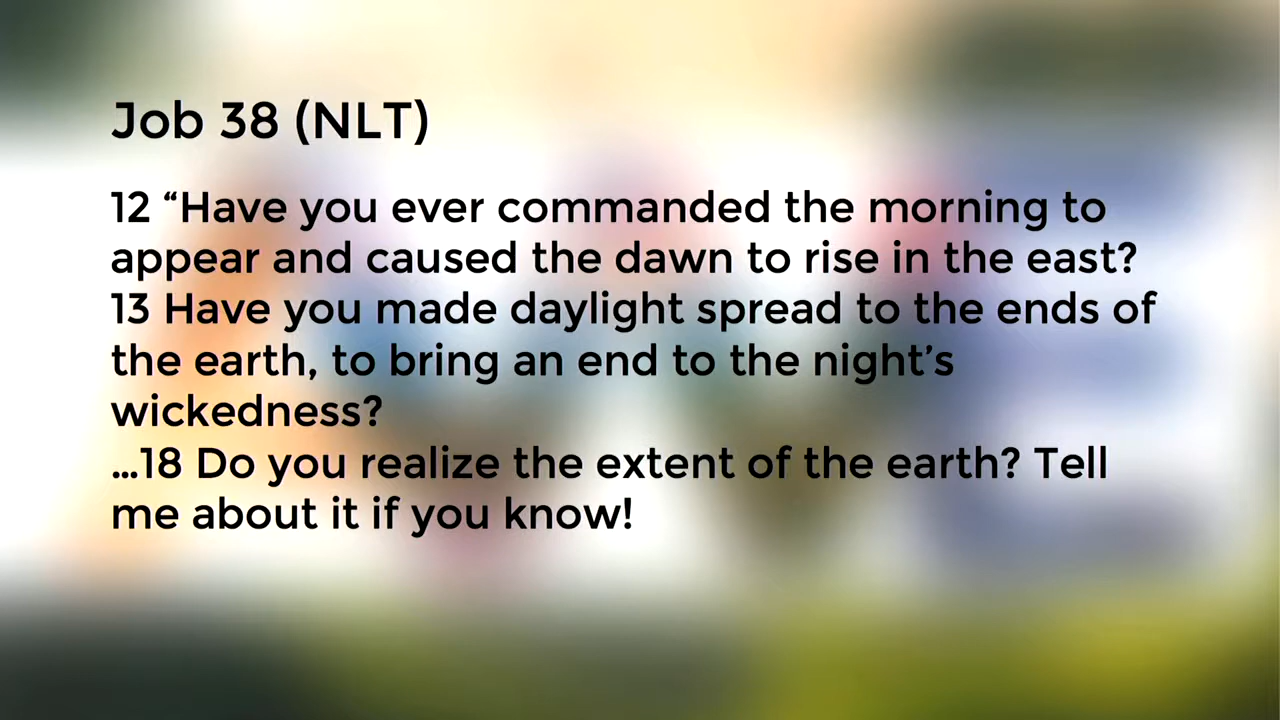 Job 38 (NLT)
12 “Have you ever commanded the morning to
appear and caused the dawn to rise in the east?
13 Have you made daylight spread to the ends of
the earth, to bring an end to the night’s
wickedness?
…18 Do you realize the extent of the earth? Tell
me about it if you know!